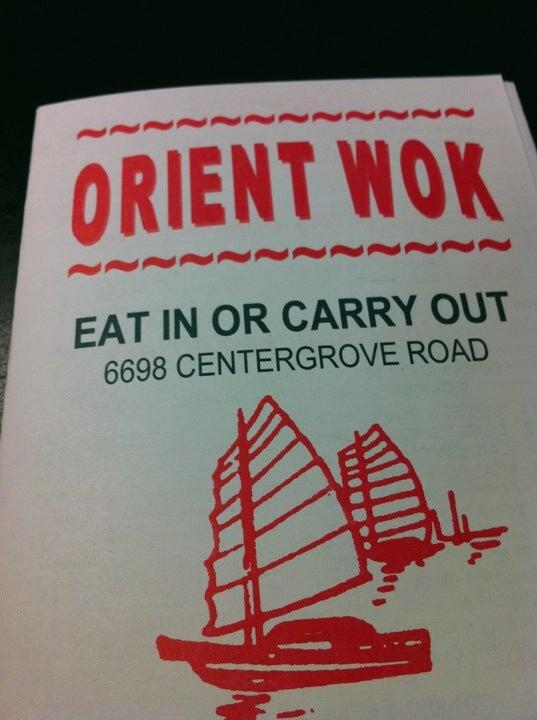 ORIENT WOK
EAT IN OR CARRY OUT
6698 CENTERGROVE ROAD